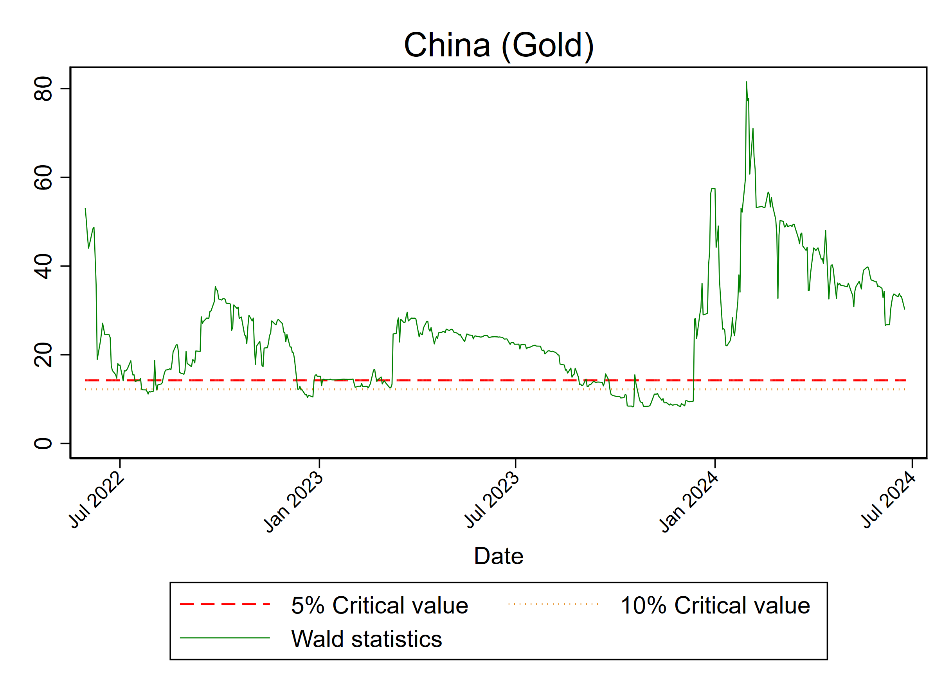 China (Gold)
80
60
40
20
0
Jul 2022
Jan 2023
Jul 2023
Jan 2024
Jul 2024
Date
5% Critical value
10% Critical value
Wald statistics